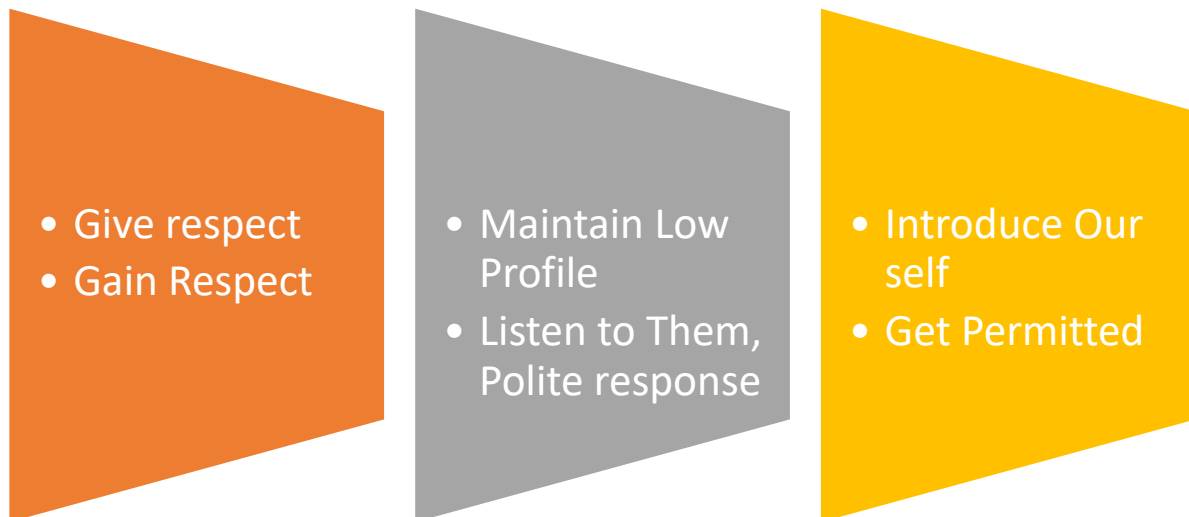 • Give respect
• Gain Respect
• Maintain Low
Profile
• Listen to Them,
Polite response
• Introduce Our
self
• Get Permitted